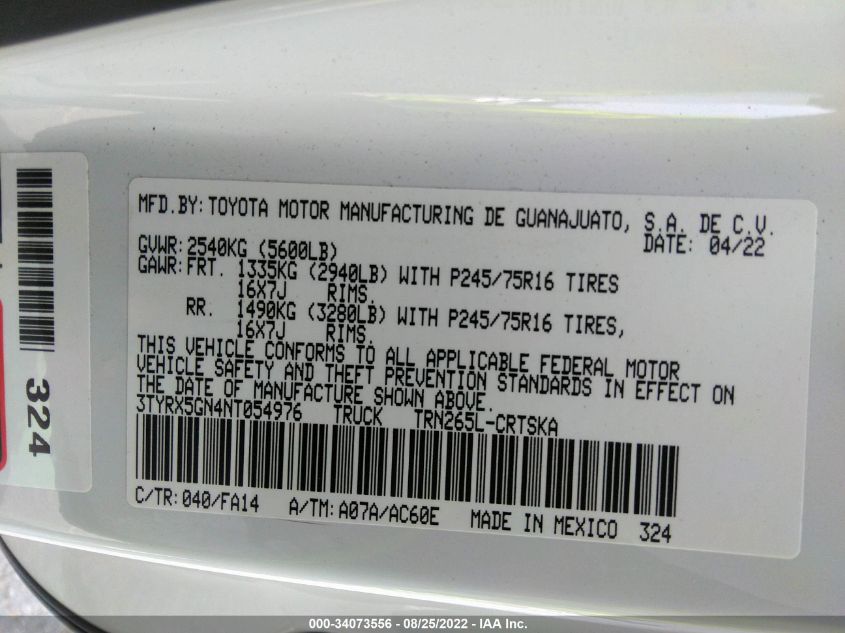 MFD.BY: TOYOTA MOTOR MANUFACTURING DE GUANAJUATO, S.A. DE C.V.
GVWR: 2540KG (5600LB) DATE: 04/22
GAWR: FRT. 1335KG (2940LB) WITH P245/75R16 TIRES
16X7J RIMS.
RR. 1490KG (3280LB) WITH P245/75R16 TIRES,
16X7J RIMS.
THIS VEHICLE CONFORMS TO ALL APPLICABLE FEDERAL MOTOR
VEHICLE SAFETY AND THEFT PREVENTION STANDARDS IN EFFECT ON
THE DATE OF MANUFACTURE SHOWN ABOVE.
3TYRX5GN4NT054976 TRUCK TRN265L-CRTSKA
C/TR: 040/FA14 A/TM: A07A/AC60E MADE IN MEXICO 324
324
000-34073556 - 08/25/2022 - IAA Inc.